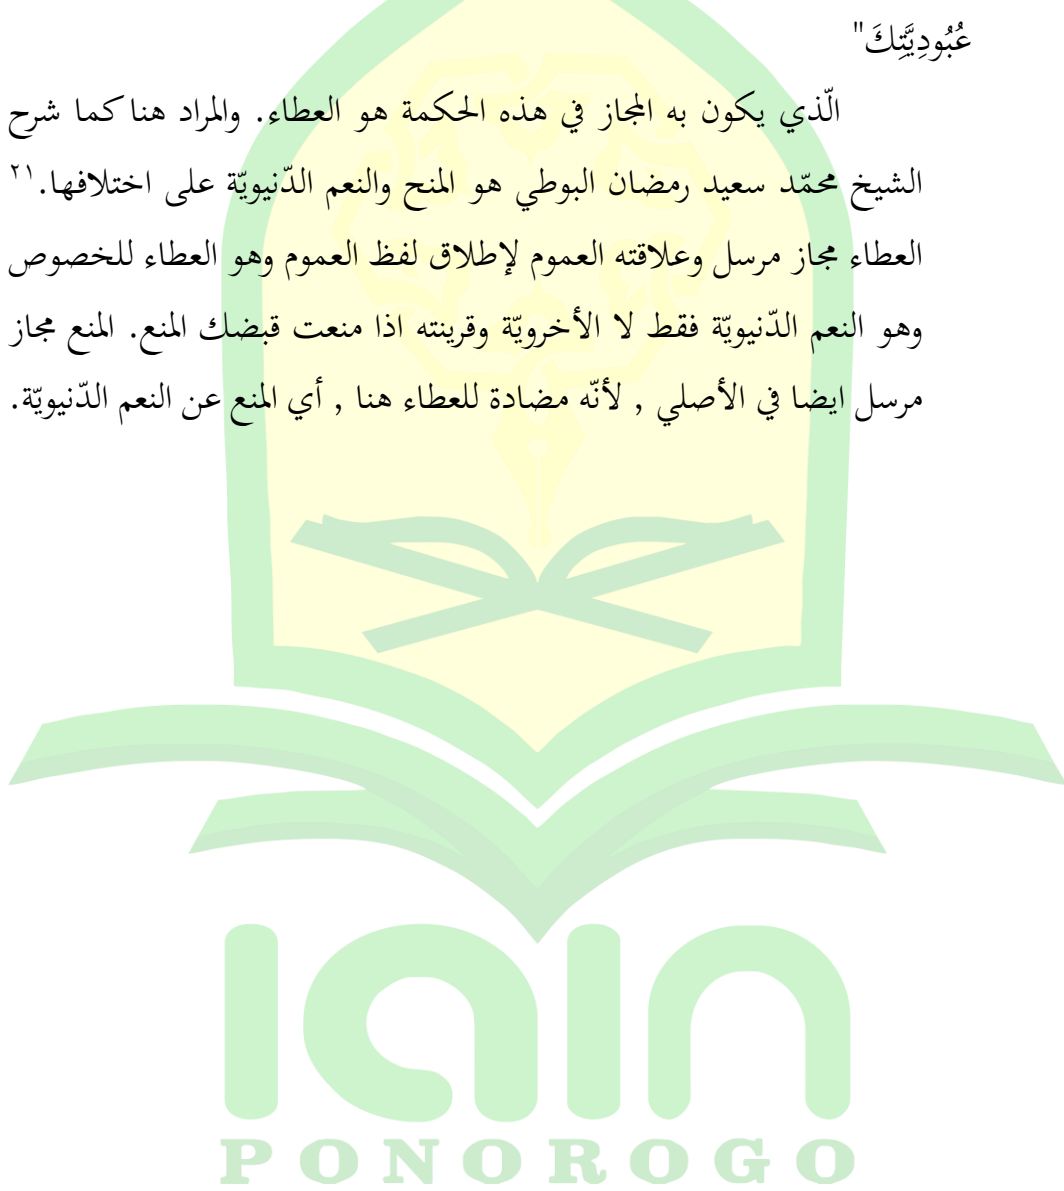 عُبُودِيَّتِكَ"
الّذي يكون به المجاز في هذه الحكمة هو العطاء. والمراد هنا كما شرح
الشيخ محمّد سعيد رمضان البوطي هو المنح والنعم الدّنيويّة على اختلافها.٢١
العطاء مجاز مرسل وعلاقته العموم لإطلاق لفظ العموم وهو العطاء للخصوص
وهو النعم الدّنيويّة فقط لا الأخرويّة وقرينته اذا منعت قبضك المنع. المنع مجاز
مرسل ايضا في الأصلي , لأنّه مضادة للعطاء هنا , أي المنع عن النعم الدّنيويّة.
iain
PONOROGO